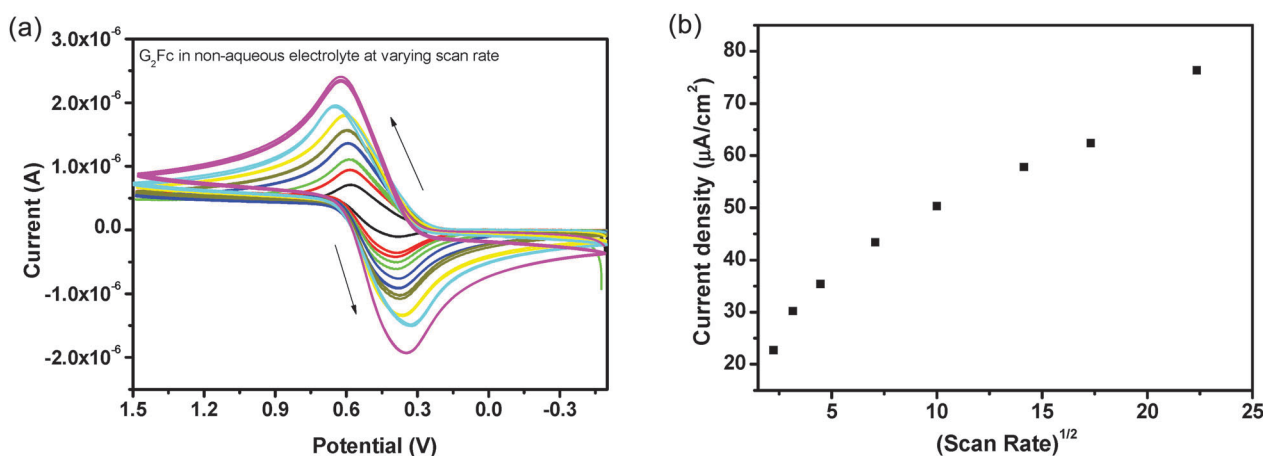 (a)
G₂Fc in non-aqueous electrolyte at varying scan rate
Current (A)
3.0x10⁻⁶
2.0x10⁻⁶
1.0x10⁻⁶
0.0
-1.0x10⁻⁶
-2.0x10⁻⁶
1.5 1.2 0.9 0.6 0.3 0.0 -0.3
Potential (V)
(b)
Current density (μA/cm²)
80
70
60
50
40
30
20
5 10 15 20 25
(Scan Rate)¹/²